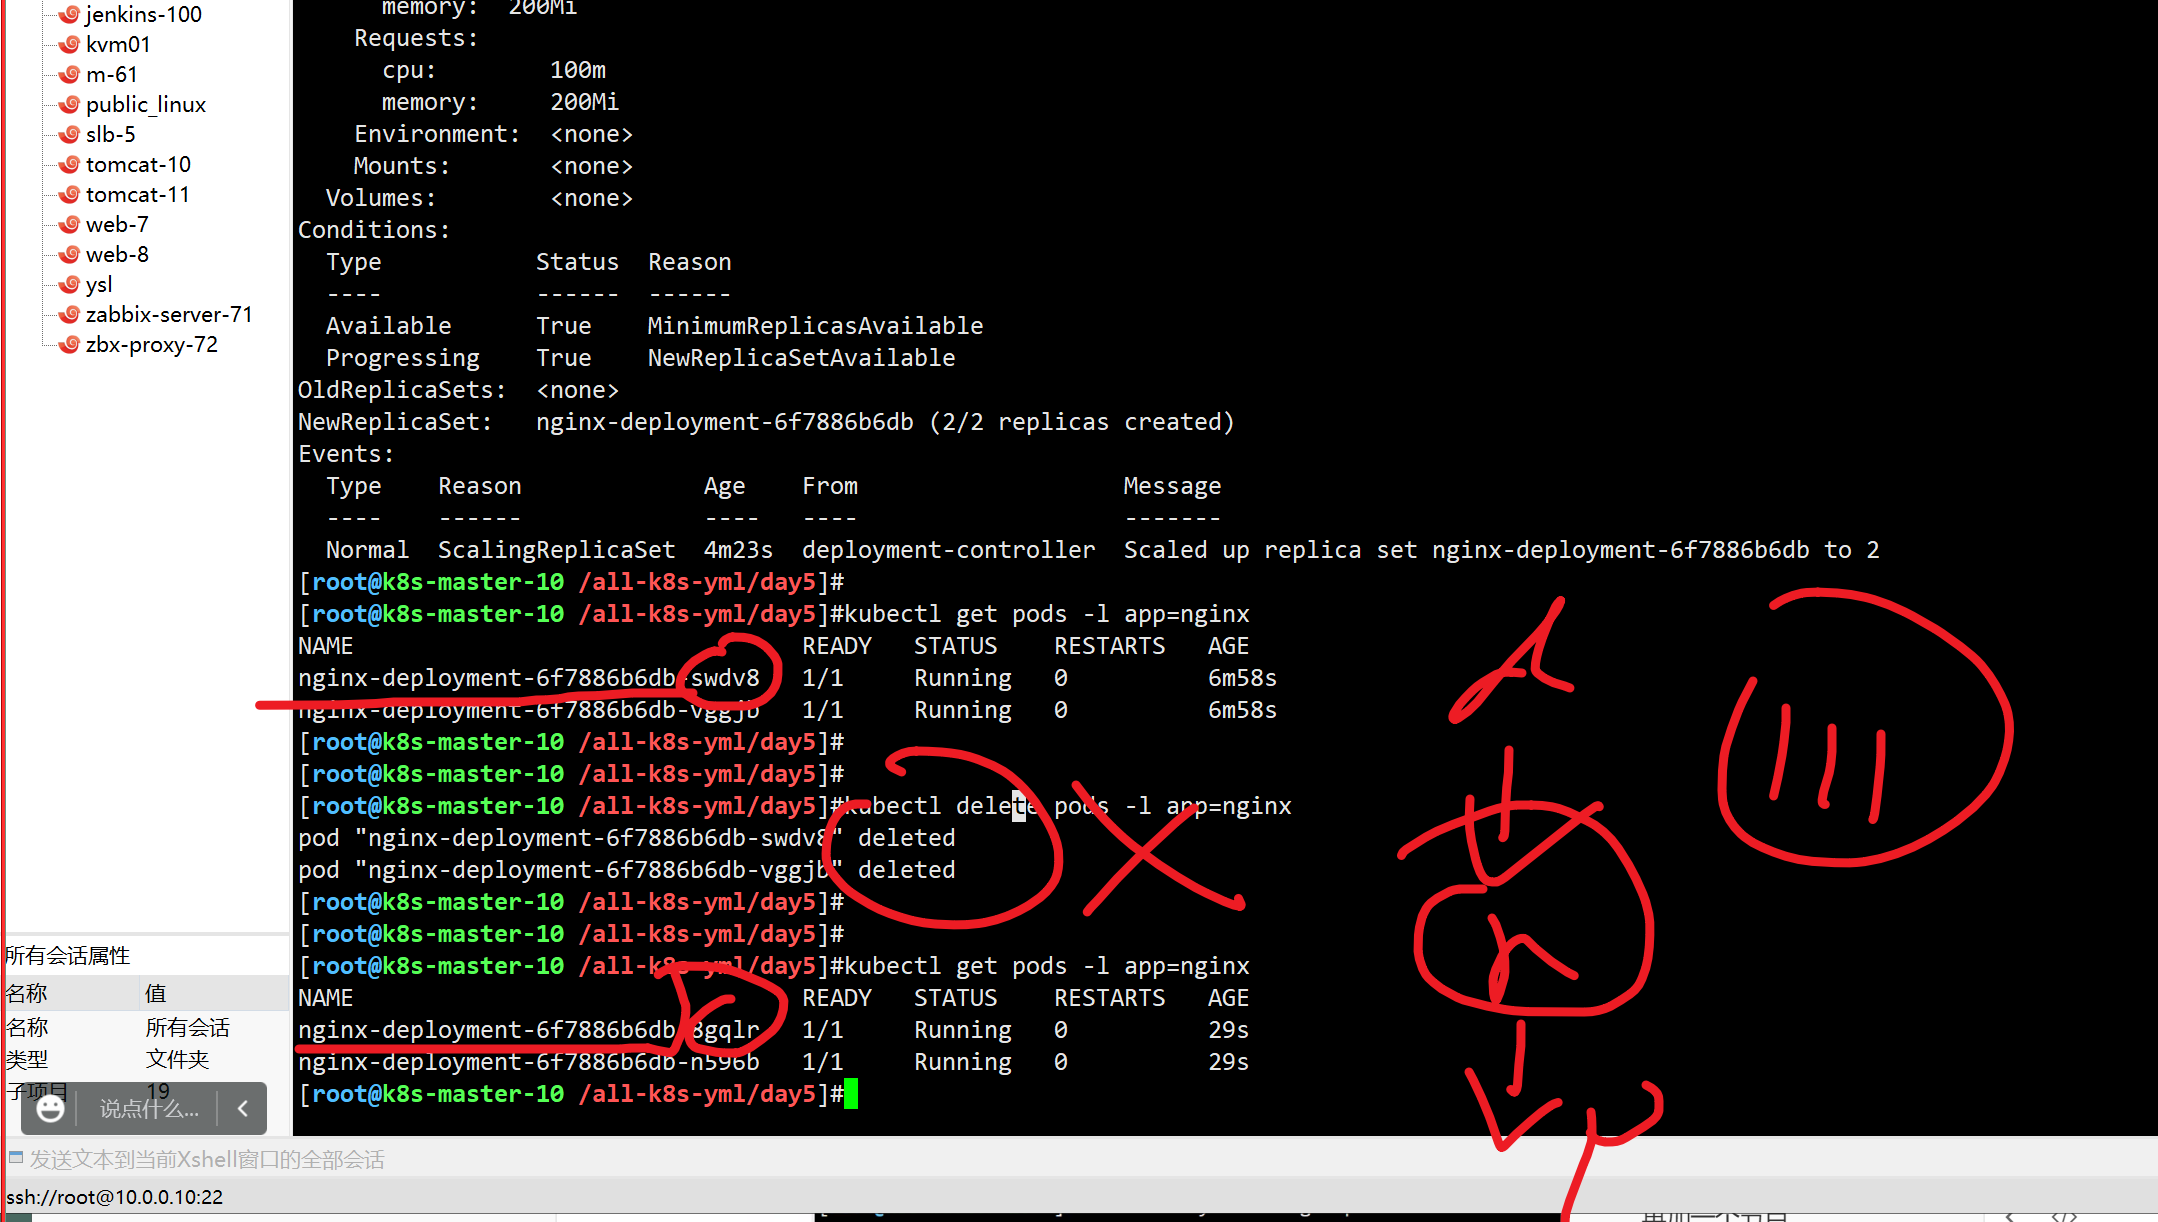 jenkins-100
kvm01
m-61
public_linux
slb-5
tomcat-10
tomcat-11
web-7
web-8
ysl
zabbix-server-71
zbx-proxy-72
所有会话属性
名称 值
名称 所有会话
类型 文件夹
子项目 19
说点什么...
memory: 200Mi
Requests:
cpu: 100m
memory: 200Mi
Environment: <none>
Mounts: <none>
Volumes: <none>
Conditions:
Type Status Reason
---- ------ ------
Available True MinimumReplicasAvailable
Progressing True NewReplicaSetAvailable
OldReplicaSets: <none>
NewReplicaSet: nginx-deployment-6f7886b6db (2/2 replicas created)
Events:
Type Reason Age From Message
---- ------ ---- ---- -------
Normal ScalingReplicaSet 4m23s deployment-controller Scaled up replica set nginx-deployment-6f7886b6db to 2
[root@k8s-master-10 /all-k8s-yml/day5]#
[root@k8s-master-10 /all-k8s-yml/day5]#kubectl get pods -l app=nginx
NAME READY STATUS RESTARTS AGE
nginx-deployment-6f7886b6db-swdv8 1/1 Running 0 6m58s
nginx-deployment-6f7886b6db-vggjb 1/1 Running 0 6m58s
[root@k8s-master-10 /all-k8s-yml/day5]#
[root@k8s-master-10 /all-k8s-yml/day5]#
[root@k8s-master-10 /all-k8s-yml/day5]#kubectl delete pods -l app=nginx
pod "nginx-deployment-6f7886b6db-swdv8" deleted
pod "nginx-deployment-6f7886b6db-vggjb" deleted
[root@k8s-master-10 /all-k8s-yml/day5]#
[root@k8s-master-10 /all-k8s-yml/day5]#
[root@k8s-master-10 /all-k8s-yml/day5]#kubectl get pods -l app=nginx
NAME READY STATUS RESTARTS AGE
nginx-deployment-6f7886b6db-8gqlr 1/1 Running 0 29s
nginx-deployment-6f7886b6db-n596b 1/1 Running 0 29s
[root@k8s-master-10 /all-k8s-yml/day5]#
发送文本到当前Xshell窗口的全部会话
ssh://root@10.0.0.10:22